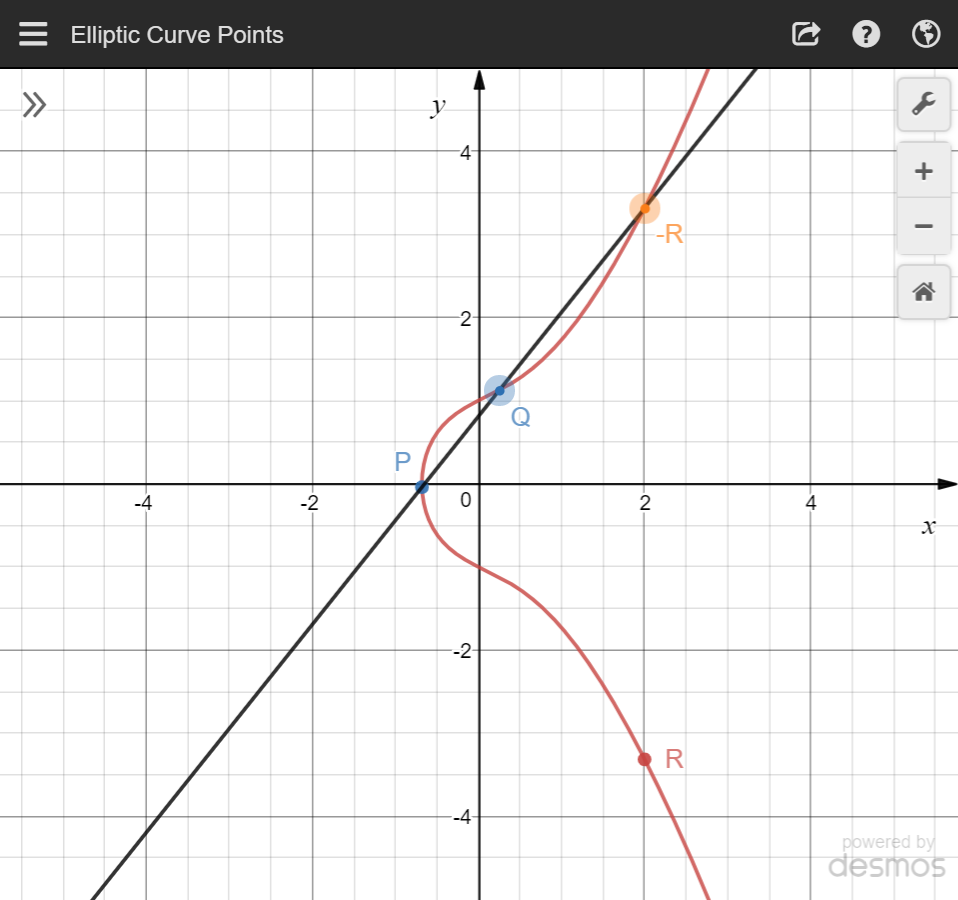 Elliptic Curve Points
y
4
-R
2
Q
P
-4
-2
0
2
4
x
-2
R
-4
powered by
desmos